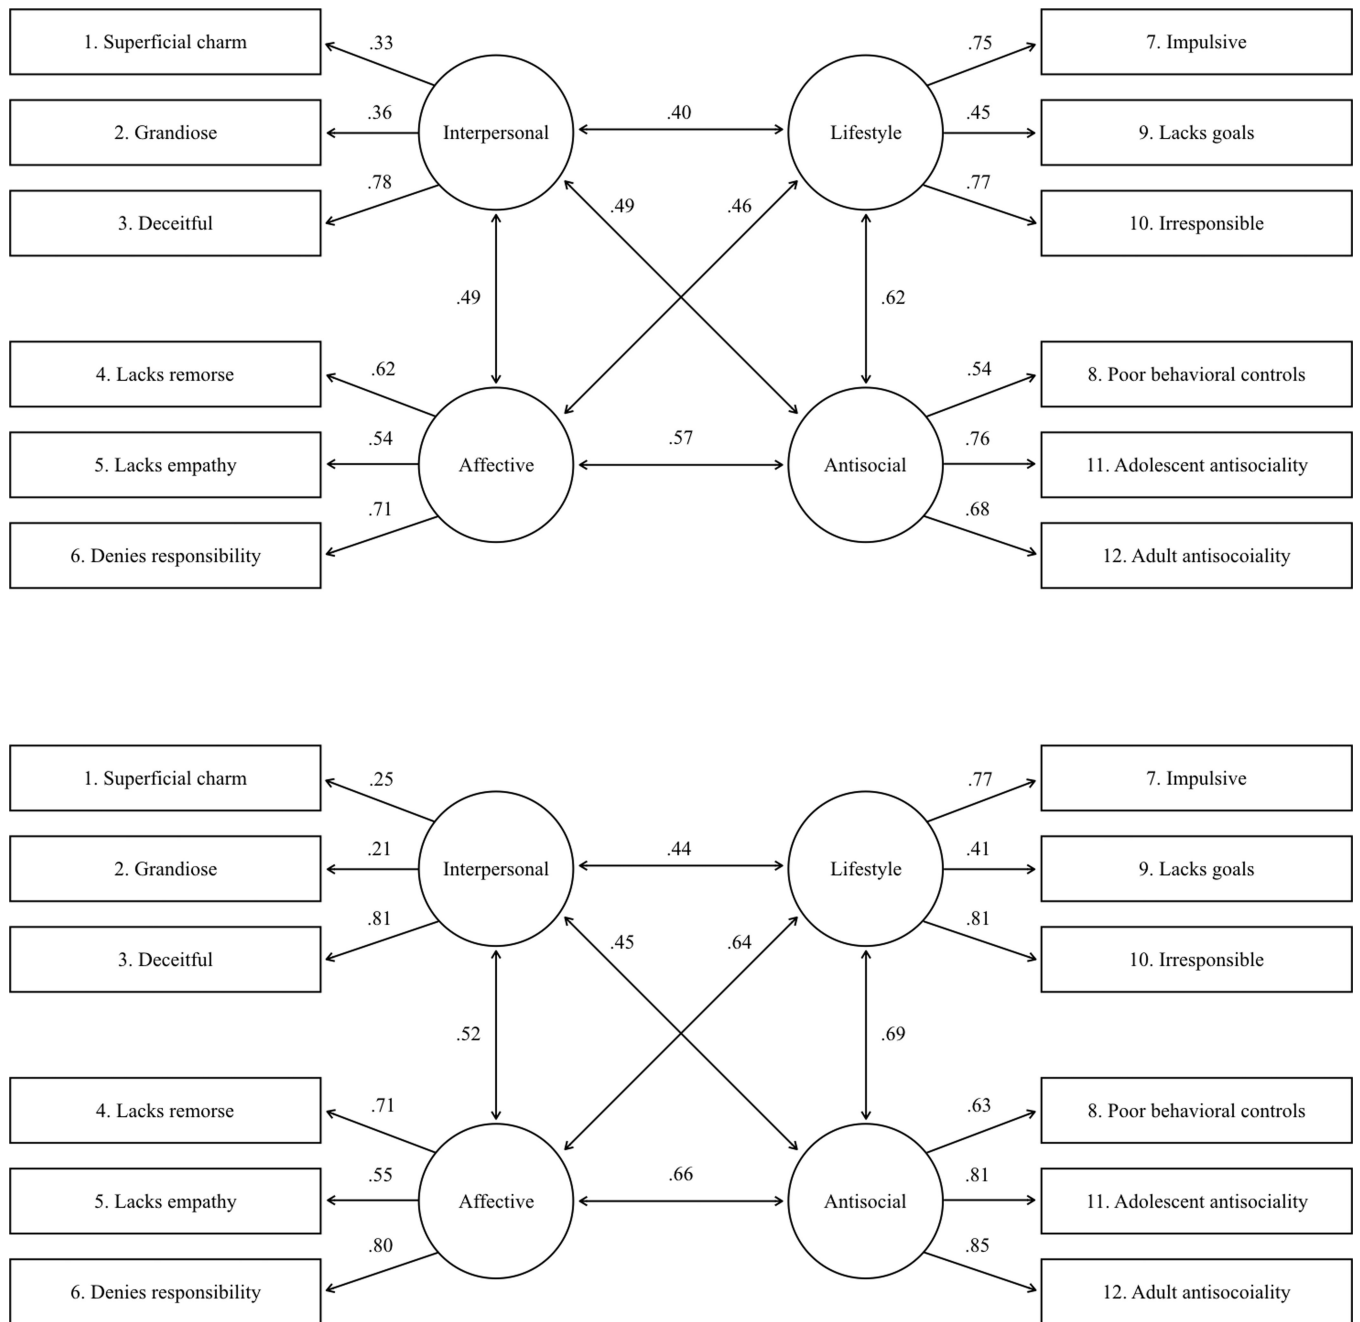 1. Superficial charm
.33
.75
7. Impulsive
2. Grandiose
.36
Interpersonal
.40
Lifestyle
.45
9. Lacks goals
3. Deceitful
.78
.77
10. Irresponsible
.49
.46
.49
.62
4. Lacks remorse
.62
.54
8. Poor behavioral controls
5. Lacks empathy
.54
Affective
.57
Antisocial
.76
11. Adolescent antisociality
6. Denies responsibility
.71
.68
12. Adult antisocoiality
1. Superficial charm
.25
.77
7. Impulsive
2. Grandiose
.21
Interpersonal
.44
Lifestyle
.41
9. Lacks goals
3. Deceitful
.81
.81
10. Irresponsible
.45
.64
.52
.69
4. Lacks remorse
.71
.63
8. Poor behavioral controls
5. Lacks empathy
.55
Affective
.66
Antisocial
.81
11. Adolescent antisociality
6. Denies responsibility
.80
.85
12. Adult antisocoiality